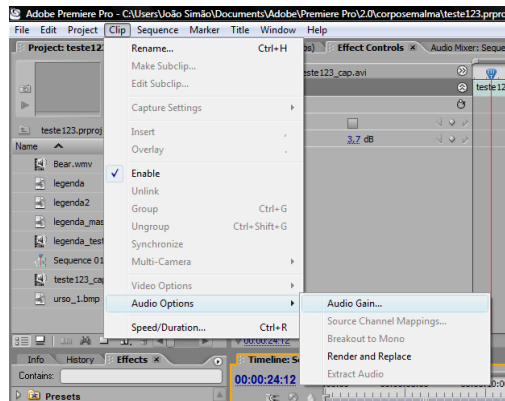 Adobe Premiere Pro - C:\Users\João Simão\Documents\Adobe\Premiere Pro\2.0\corposemalma\teste123.prpro
File Edit Project Clip Sequence Marker Title Window Help
Project: teste12
Effect Controls × Audio Mixer: Seque
Rename... Ctrl+H
Make Subclip...
Edit Subclip...
Capture Settings
Insert ,
Overlay .
Enable
Unlink
Group Ctrl+G
Ungroup Ctrl+Shift+G
Synchronize
Multi-Camera
Video Options
Audio Options
Speed/Duration... Ctrl+R
Audio Gain...
Source Channel Mappings...
Breakout to Mono
Render and Replace
Extract Audio
este123_cap.avi
teste12
3,7 dB
teste123.prproj
Name
Bear.wmv
legenda
legenda2
legenda_mas
legenda_test
Sequence 01
teste123_cap
urso_1.bmp
00:00:24:12
Info History Effects ×
Timeline: S
Contains:
00:00:24:12
Presets